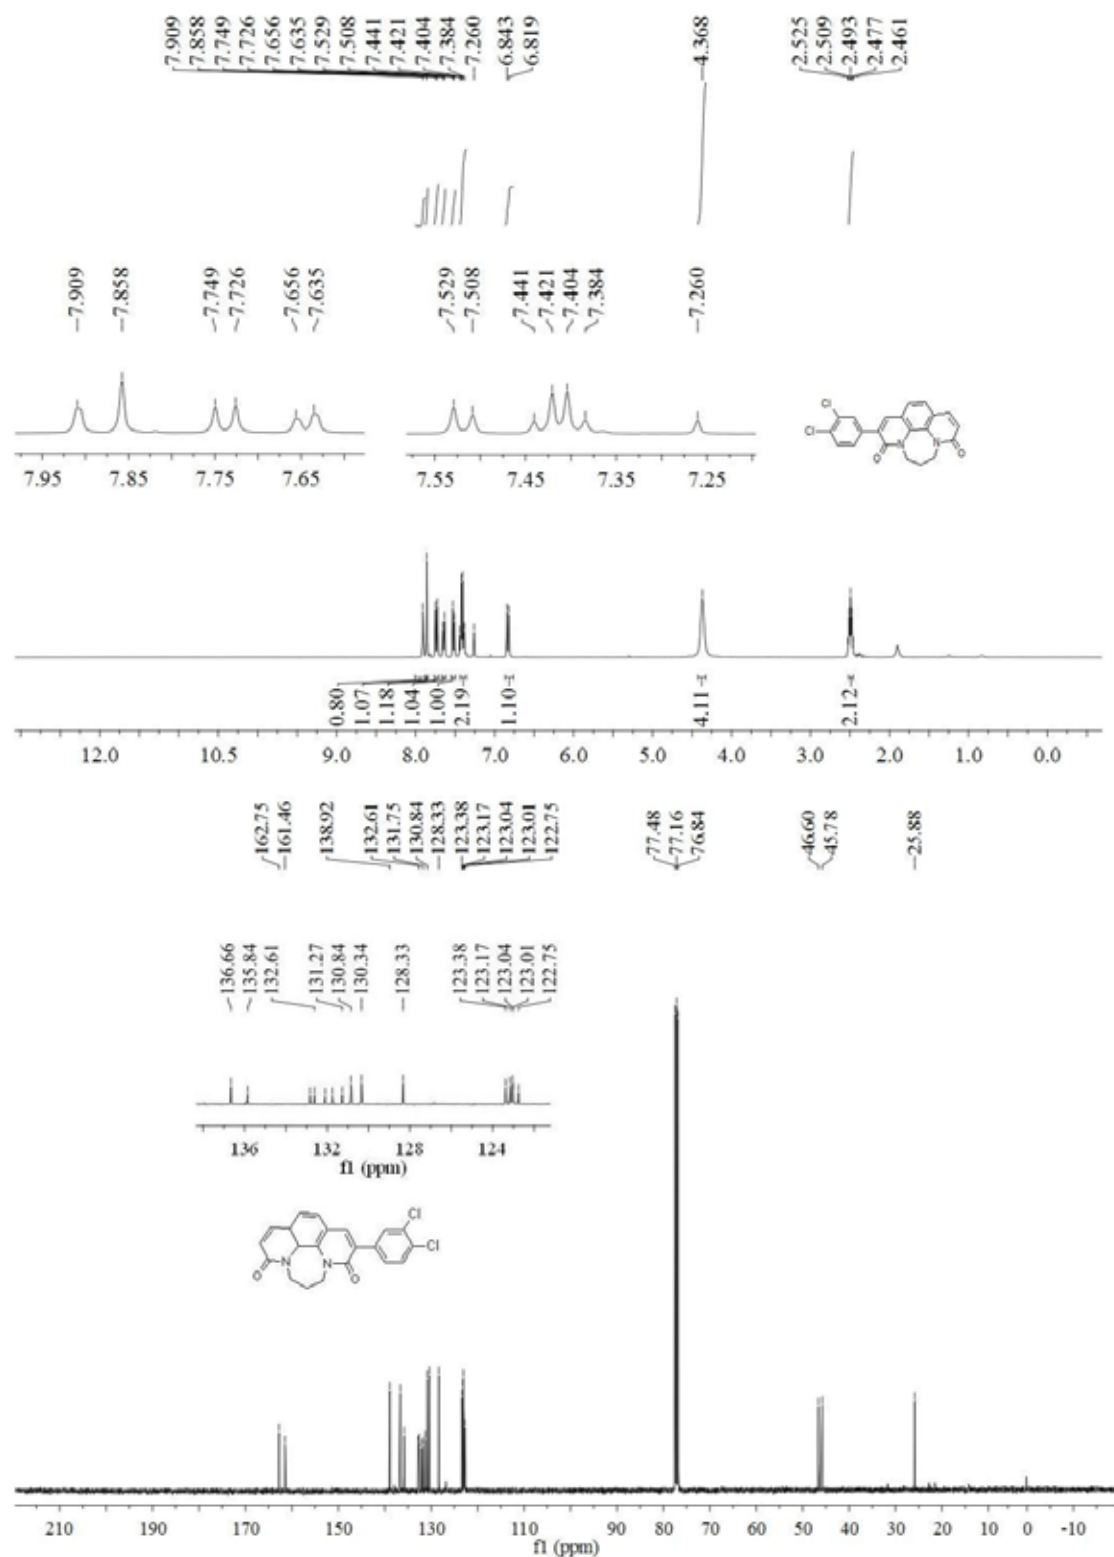 7.909 7.858 7.749 7.726 7.656 7.635 7.529 7.508 7.441 7.421 7.404 7.384 7.260 6.843 6.819 4.368 2.525 2.509 2.493 2.477 2.461
7.909 7.858 7.749 7.726 7.656 7.635 7.529 7.508 7.441 7.421 7.404 7.384 7.260
Cl
Cl
N N
O O
7.95 7.85 7.75 7.65 7.55 7.45 7.35 7.25
0.80 1.07 1.18 1.04 1.00 2.19 1.10 4.11 2.12
12.0 10.5 9.0 8.0 7.0 6.0 5.0 4.0 3.0 2.0 1.0 0.0
162.75 161.46 138.92 132.61 131.75 130.84 128.33 123.38 123.17 123.04 123.01 122.75 77.48 77.16 76.84 46.60 45.78 25.88
136.66 135.84 132.61 131.27 130.84 130.34 128.33 123.38 123.17 123.04 123.01 122.75
136 132 128 124
f1 (ppm)
Cl
Cl
N N
O O
210 190 170 150 130 110 90 80 70 60 50 40 30 20 10 0 -10
f1 (ppm)